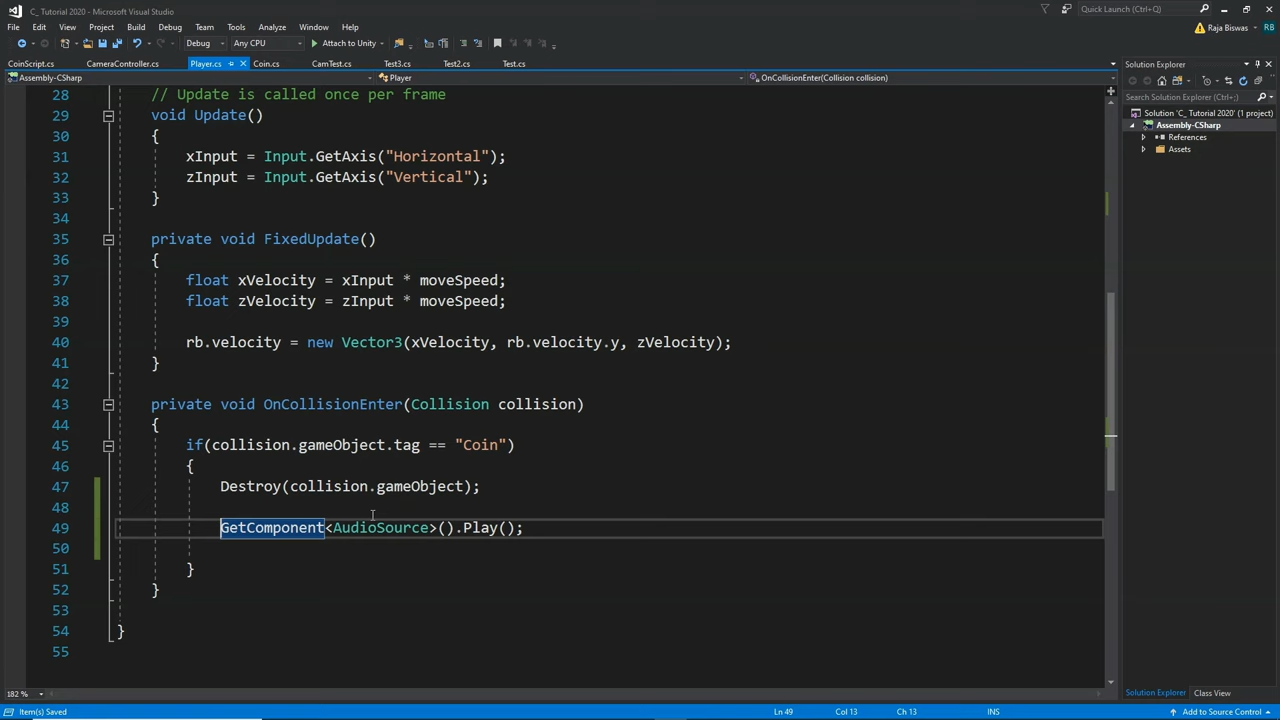 C_ Tutorial 2020 - Microsoft Visual Studio
Quick Launch (Ctrl+Q)
File Edit View Project Build Debug Team Tools Analyze Window Help
Raja Biswas RB
Debug Any CPU Attach to Unity
CoinScript.cs CameraController.cs Player.cs Coin.cs CamTest.cs Test3.cs Test2.cs Test.cs
Solution Explorer
Assembly-CSharp Player OnCollisionEnter(Collision collision)
Search Solution Explorer (Ctrl+;)
Solution 'C_ Tutorial 2020' (1 project)
Assembly-CSharp
References
Assets
28 // Update is called once per frame
29 void Update()
30 {
31 xInput = Input.GetAxis("Horizontal");
32 zInput = Input.GetAxis("Vertical");
33 }
34
35 private void FixedUpdate()
36 {
37 float xVelocity = xInput * moveSpeed;
38 float zVelocity = zInput * moveSpeed;
39
40 rb.velocity = new Vector3(xVelocity, rb.velocity.y, zVelocity);
41 }
42
43 private void OnCollisionEnter(Collision collision)
44 {
45 if(collision.gameObject.tag == "Coin")
46 {
47 Destroy(collision.gameObject);
48
49 GetComponent<AudioSource>().Play();
50
51 }
52 }
53
54 }
55
182 %
Solution Explorer Class View
Item(s) Saved Ln 49 Col 13 Ch 13 INS Add to Source Control